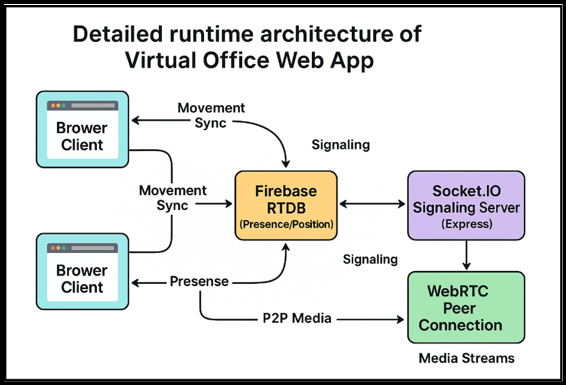 Detailed runtime architecture of
Virtual Office Web App
Brower
Client
Movement
Sync
Signaling
Movement
Sync
Firebase
RTDB
(Presence/Position)
Socket.IO
Signaling Server
(Express)
Brower
Client
Presense
Signaling
P2P Media
WebRTC
Peer
Connection
Media Streams